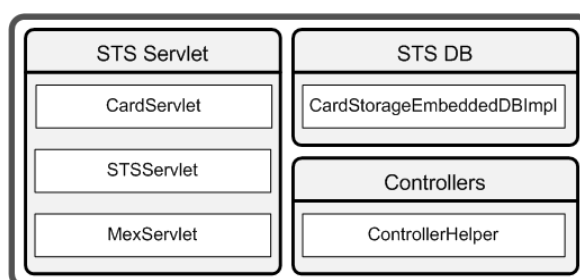 STS Servlet
CardServlet
STSServlet
MexServlet
STS DB
CardStorageEmbeddedDBImpl
Controllers
ControllerHelper